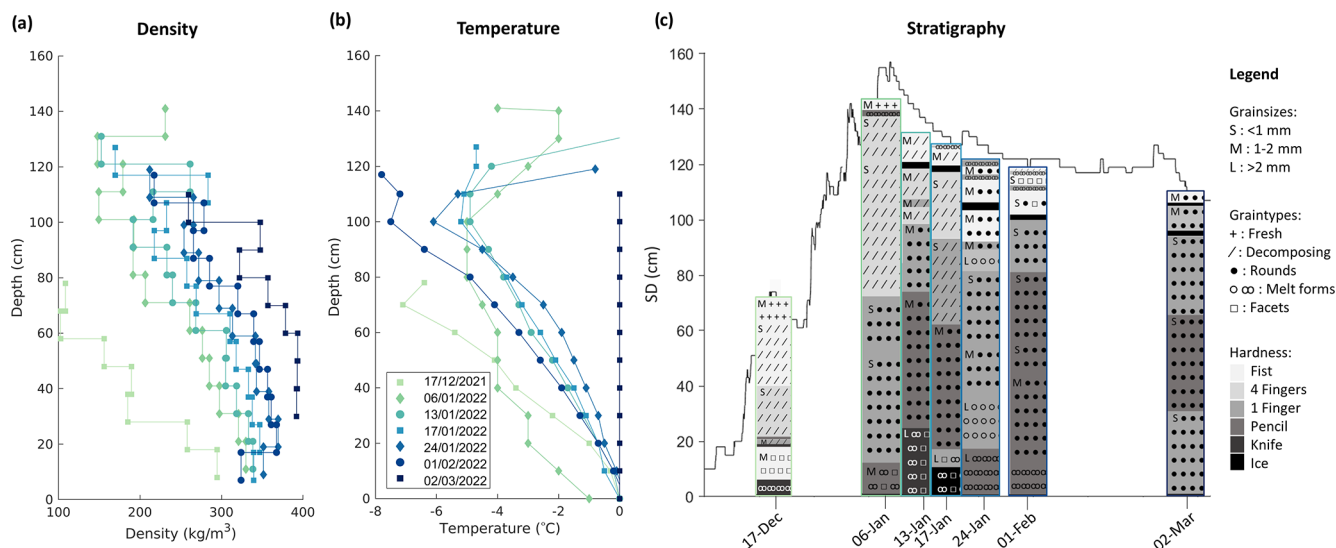 (a)
Density
160
140
120
100
80
60
40
20
0
Depth (cm)
100
200
300
400
Density (kg/m³)
(b)
Temperature
160
140
120
100
80
60
40
20
0
Depth (cm)
17/12/2021
06/01/2022
13/01/2022
17/01/2022
24/01/2022
01/02/2022
02/03/2022
-8
-6
-4
-2
0
Temperature (°C)
(c)
Stratigraphy
160
140
120
100
80
60
40
20
0
SD (cm)
M + + +
+ + + +
S / /
S / /
M / /
M □ □
M + + +
S / /
S
S
M
M / /
M
M
L
M /
S / /
S / /
M
L
M
M
M
L
M
L
L
S □ □
S
S
S
S
M
M
M
S
S
S
17-Dec
06-Jan
13-Jan
17-Jan
24-Jan
01-Feb
02-Mar
Legend
Grainsizes:
S : <1 mm
M : 1-2 mm
L : >2 mm
Graintypes:
+ : Fresh
/ : Decomposing
● : Rounds
○ ∞ : Melt forms
□ : Facets
Hardness:
Fist
4 Fingers
1 Finger
Pencil
Knife
Ice